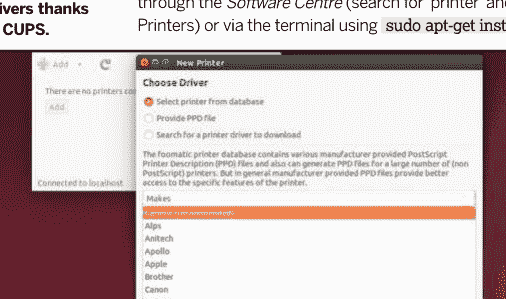 ivers thanks
CUPS.
through the Software Centre (search for 'printer' and
Printers) or via the terminal using sudo apt-get inst
Add
New Printer
Choose Driver
There are no printers con
Add
Select printer from database
Provide PPD file
Search for a printer driver to download
The foomatic printer database contains various manufacturer provided PostScript
Printer Description (PPD) files and also can generate PPD files for a large number of (non
PostScript) printers. But in general manufacturer provided PPD files provide better
access to the specific features of the printer.
Connected to localhost
Makes
Generic (recommended)
Alps
Anitech
Apollo
Apple
Brother
Canon